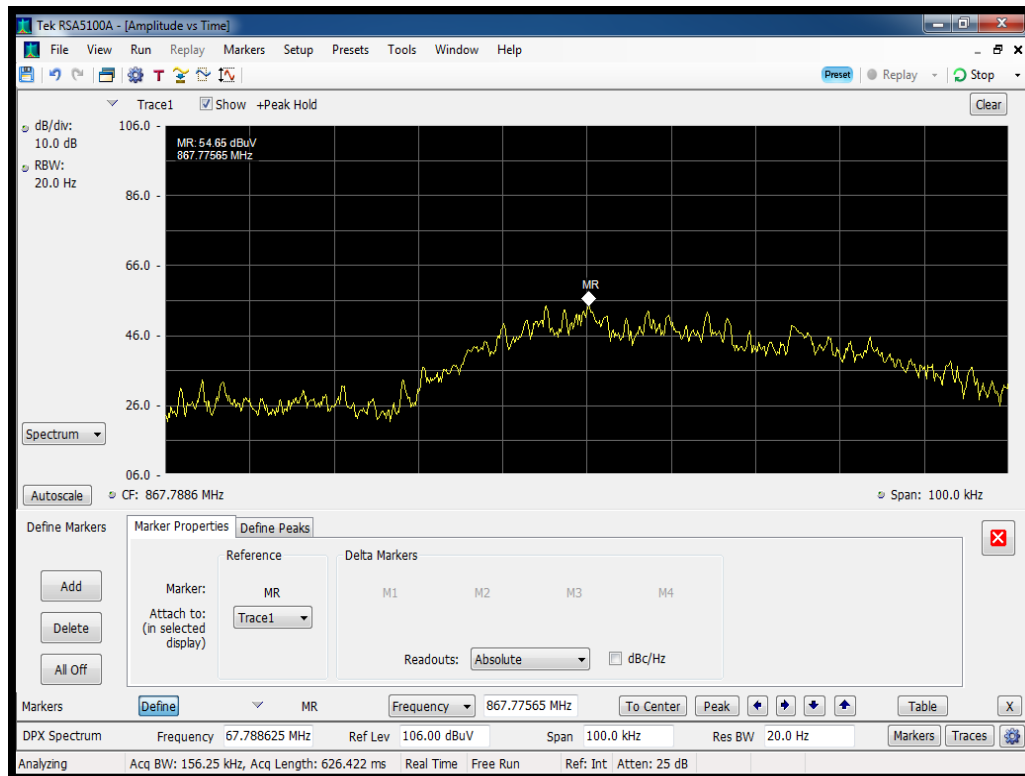 Tek RSA5100A - [Amplitude vs Time]
File View Run Replay Markers Setup Presets Tools Window Help
T Preset Replay Stop
Trace1 Show +Peak Hold Clear
dB/div:
10.0 dB
RBW:
20.0 Hz
106.0 -
MR: 54.65 dBuV
867.77565 MHz
86.0 -
66.0 -
MR
46.0 -
26.0 -
Spectrum
06.0 -
Autoscale CF: 867.7886 MHz Span: 100.0 kHz
Define Markers Marker Properties Define Peaks
Reference Delta Markers
Add Marker: MR M1 M2 M3 M4
Attach to: Trace1
(in selected
display)
Delete
Readouts: Absolute dBc/Hz
All Off
Markers Define MR Frequency 867.77565 MHz To Center Peak Table X
DPX Spectrum Frequency 67.788625 MHz Ref Lev 106.00 dBuV Span 100.0 kHz Res BW 20.0 Hz Markers Traces
Analyzing Acq BW: 156.25 kHz, Acq Length: 626.422 ms Real Time Free Run Ref: Int Atten: 25 dB